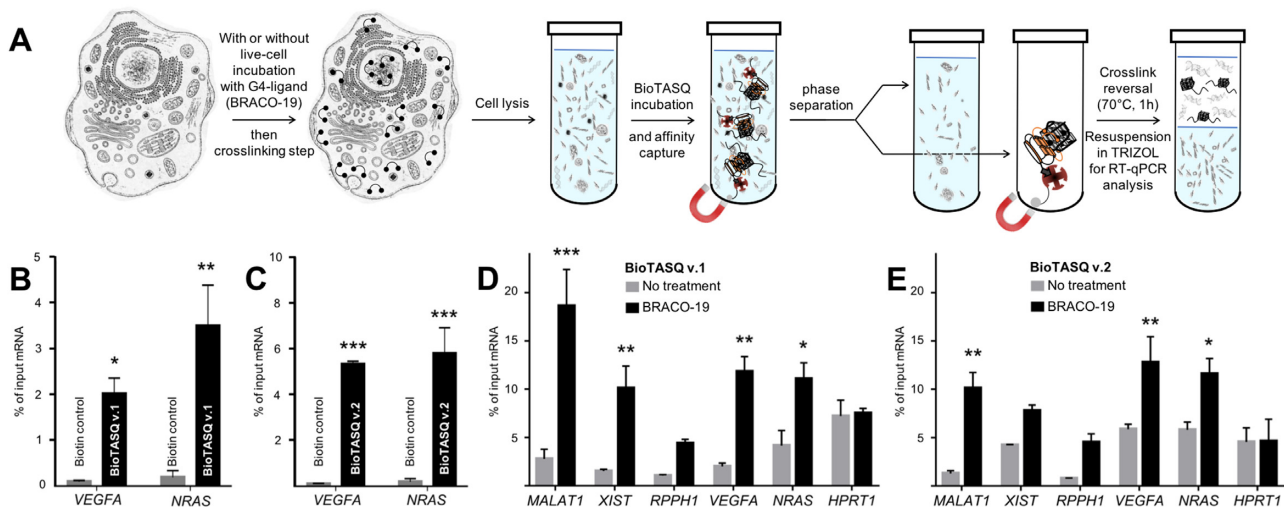 A
With or without
live-cell
incubation
with G4-ligand
(BRACO-19)
then
crosslinking step
Cell lysis
BioTASQ
incubation
and affinity
capture
phase
separation
Crosslink
reversal
(70°C, 1h)
Resuspension
in TRIZOL
for RT-qPCR
analysis
B
% of input mRNA
5
4
3
2
1
0
Biotin control
BioTASQ v.1
*
Biotin control
BioTASQ v.1
**
VEGFA
NRAS
C
% of input mRNA
10
8
6
4
2
0
Biotin control
BioTASQ v.2
***
Biotin control
BioTASQ v.2
***
VEGFA
NRAS
D
BioTASQ v.1
No treatment
BRACO-19
% of input mRNA
20
15
10
5
***
**
**
*
MALAT1
XIST
RPPH1
VEGFA
NRAS
HPRT1
E
BioTASQ v.2
No treatment
BRACO-19
% of input mRNA
20
15
10
5
**
**
*
MALAT1
XIST
RPPH1
VEGFA
NRAS
HPRT1